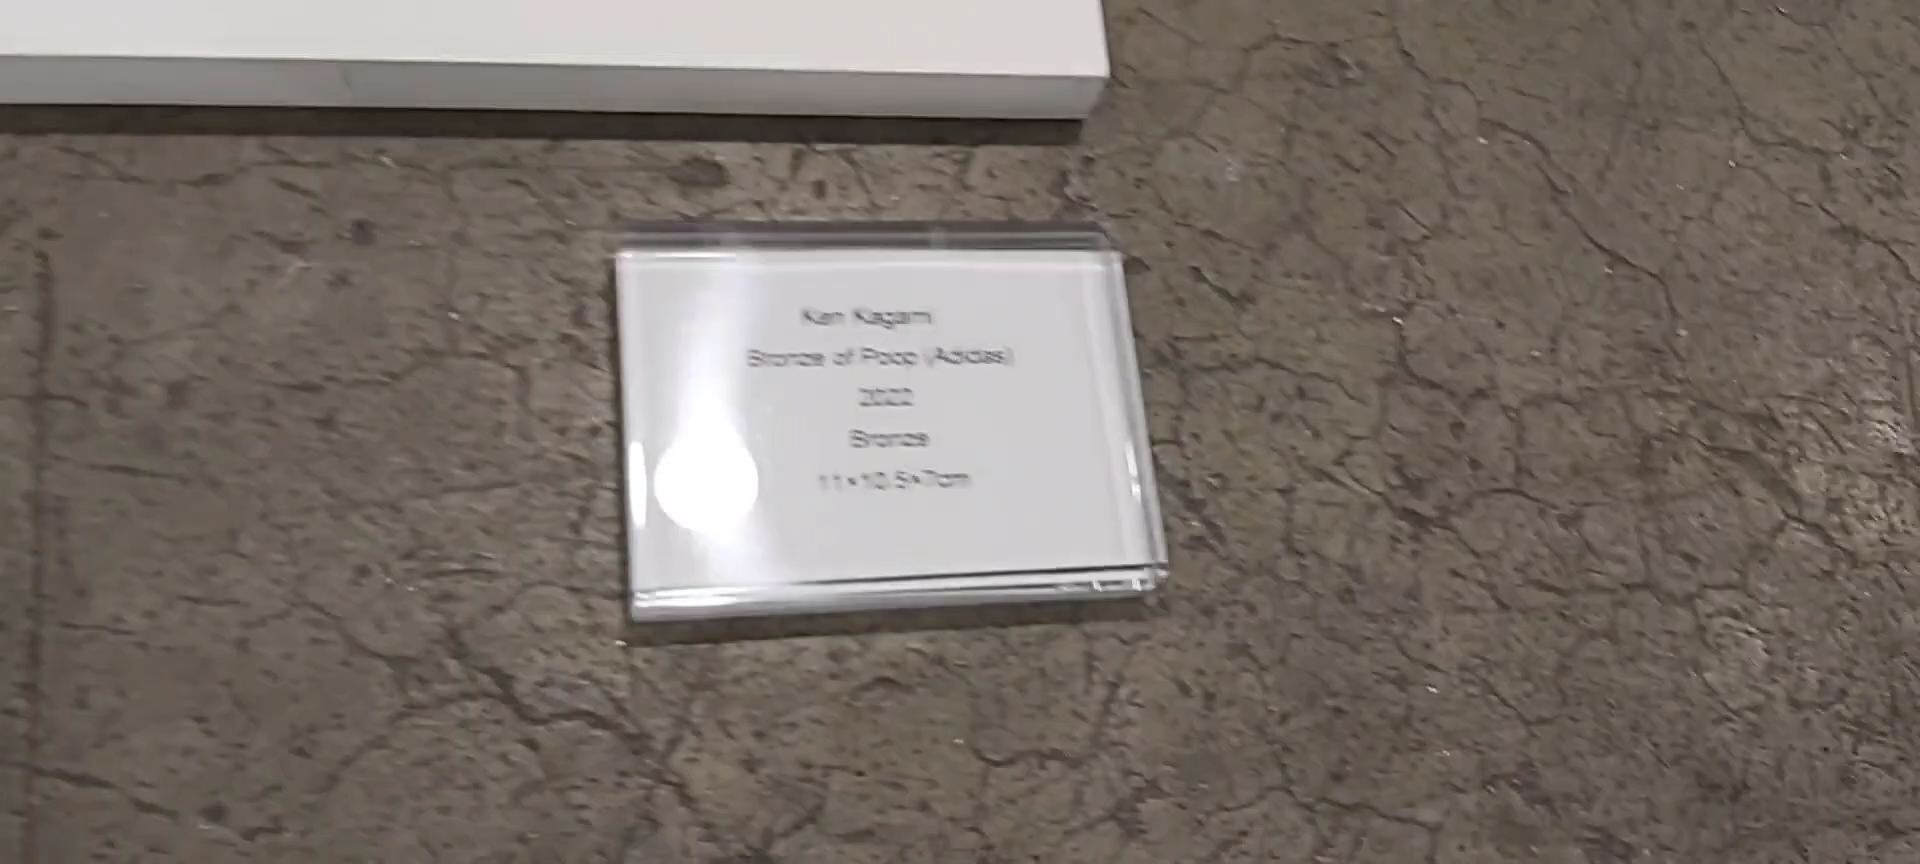 Ken Kagami
Bronze of Poop (Adidas)
2022
Bronze
11×10.5×7cm